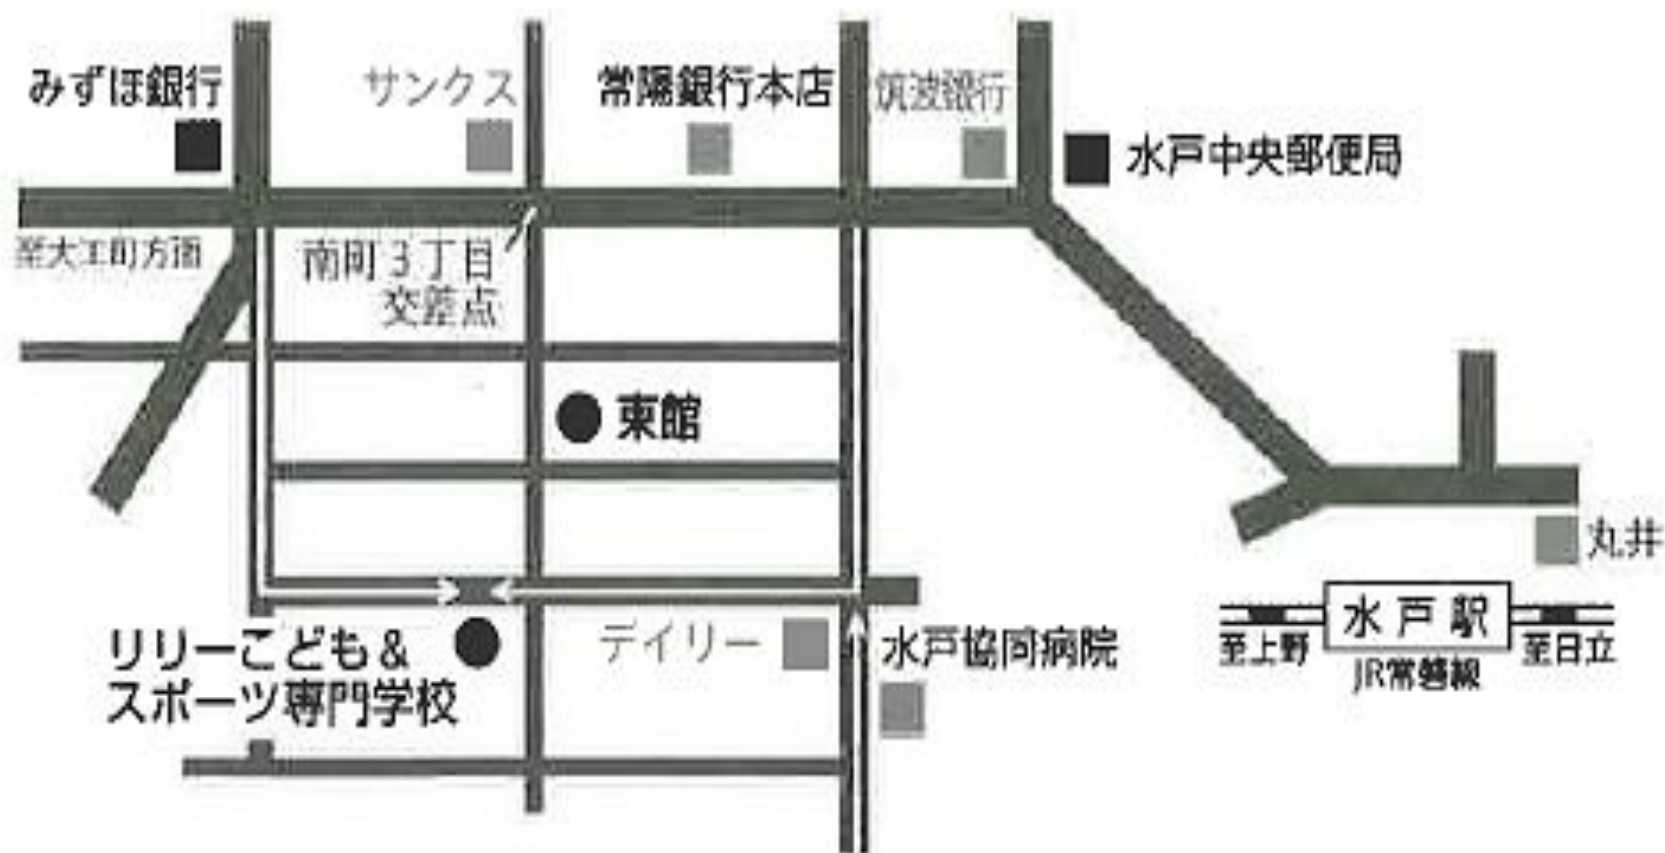 みずほ銀行
サンクス
常陽銀行本店
筑波銀行
水戸中央郵便局
至大工町方面
南町3丁目
交差点
東館
丸井
リリーこども&
スポーツ専門学校
デイリー
水戸協同病院
水戸駅
至上野
至日立
JR常磐線